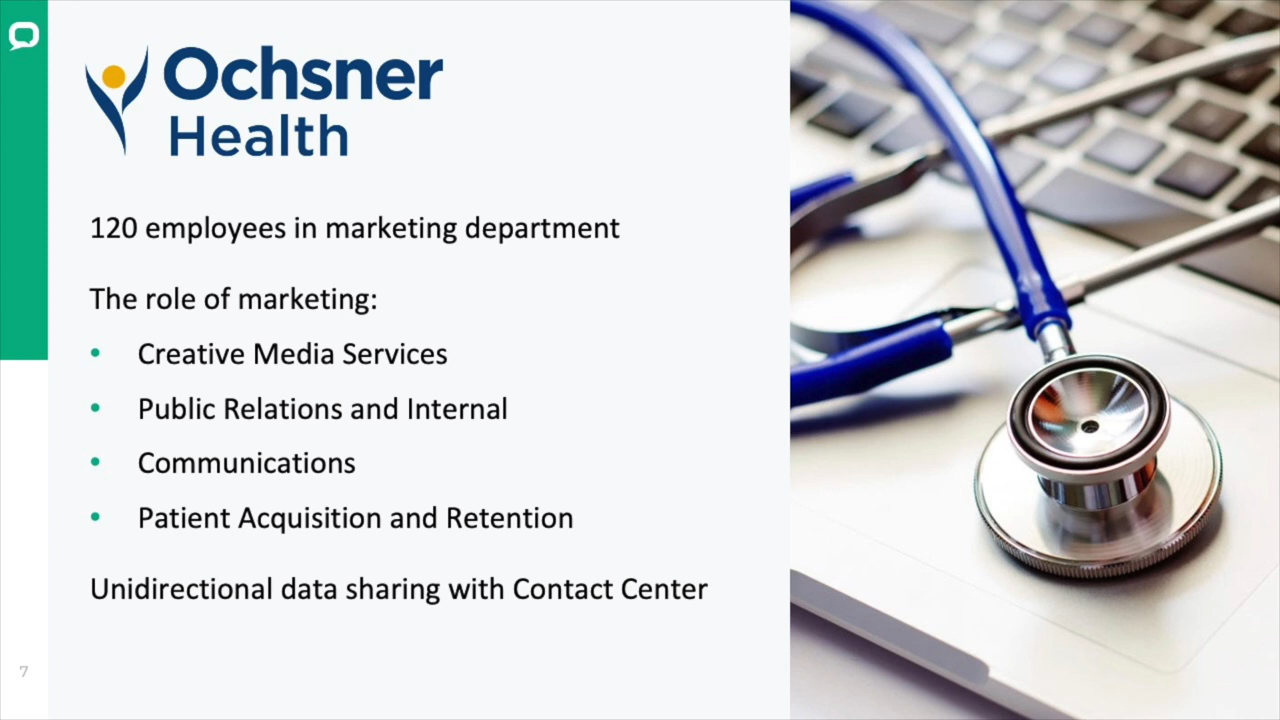 Ochsner
Health
120 employees in marketing department
The role of marketing:
• Creative Media Services
• Public Relations and Internal
• Communications
• Patient Acquisition and Retention
Unidirectional data sharing with Contact Center
7